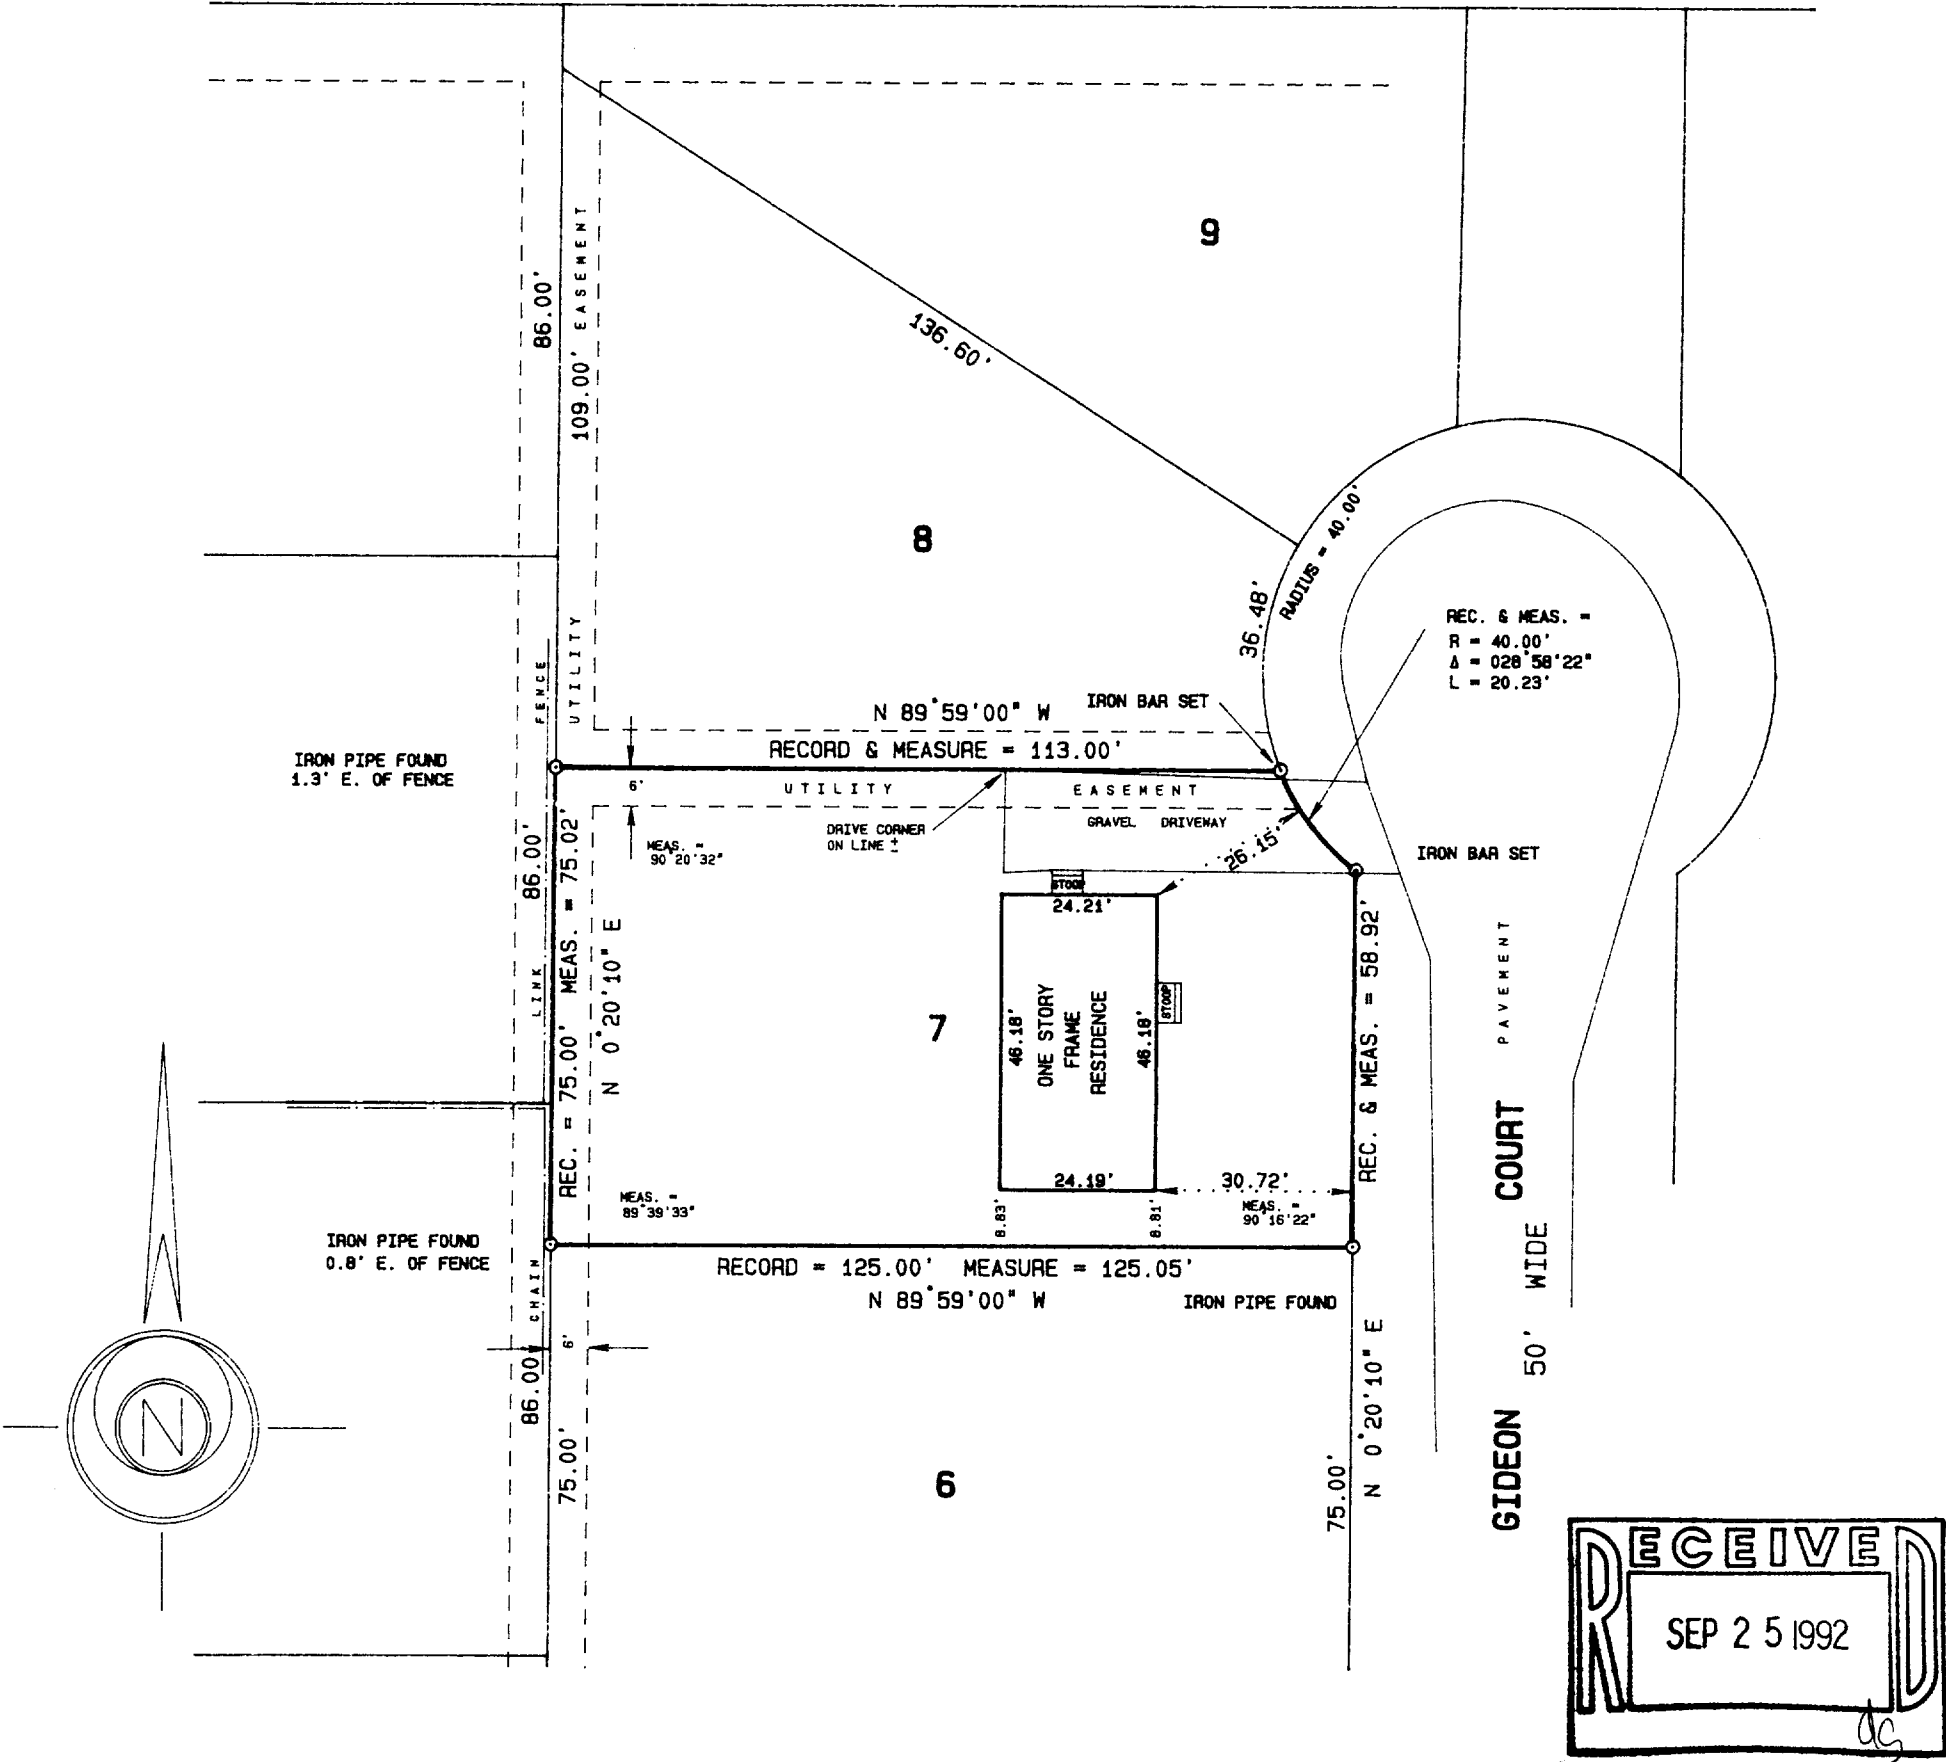 9
86.00'
109.00' EASEMENT
136.60'
8
RADIUS = 40.00'
36.48'
REC. & MEAS. =
R = 40.00'
Δ = 028°58'22"
L = 20.23'
FENCE
UTILITY
N 89°59'00" W
IRON BAR SET
RECORD & MEASURE = 113.00'
IRON PIPE FOUND
1.3' E. OF FENCE
6'
UTILITY EASEMENT
DRIVE CORNER
ON LINE ±
GRAVEL DRIVEWAY
MEAS. =
90°20'32"
26.15'
IRON BAR SET
86.00'
REC. = 75.00' MEAS. = 75.02'
N 0°20'10" E
LINK
STOOP
24.21'
7
46.18'
ONE STORY
FRAME
RESIDENCE
46.18'
STOOP
REC. & MEAS. = 58.92'
PAVEMENT
24.19'
30.72'
MEAS. =
89°39'33"
8.83'
8.81'
MEAS. =
90°16'22"
IRON PIPE FOUND
0.8' E. OF FENCE
RECORD = 125.00' MEASURE = 125.05'
N 89°59'00" W
IRON PIPE FOUND
CHAIN
6'
86.00'
75.00'
6
75.00'
N 0°20'10" E
GIDEON COURT
50' WIDE
N
RECEIVED
SEP 25 1992
dg